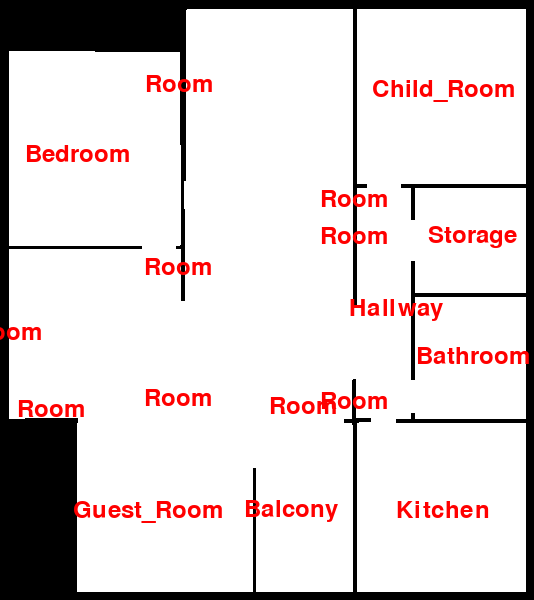 Room
Child_Room
Bedroom
Room
Room
Storage
Room
Hallway
oom
Bathroom
Room
Room
Room
Room
Guest_Room
Balcony
Kitchen